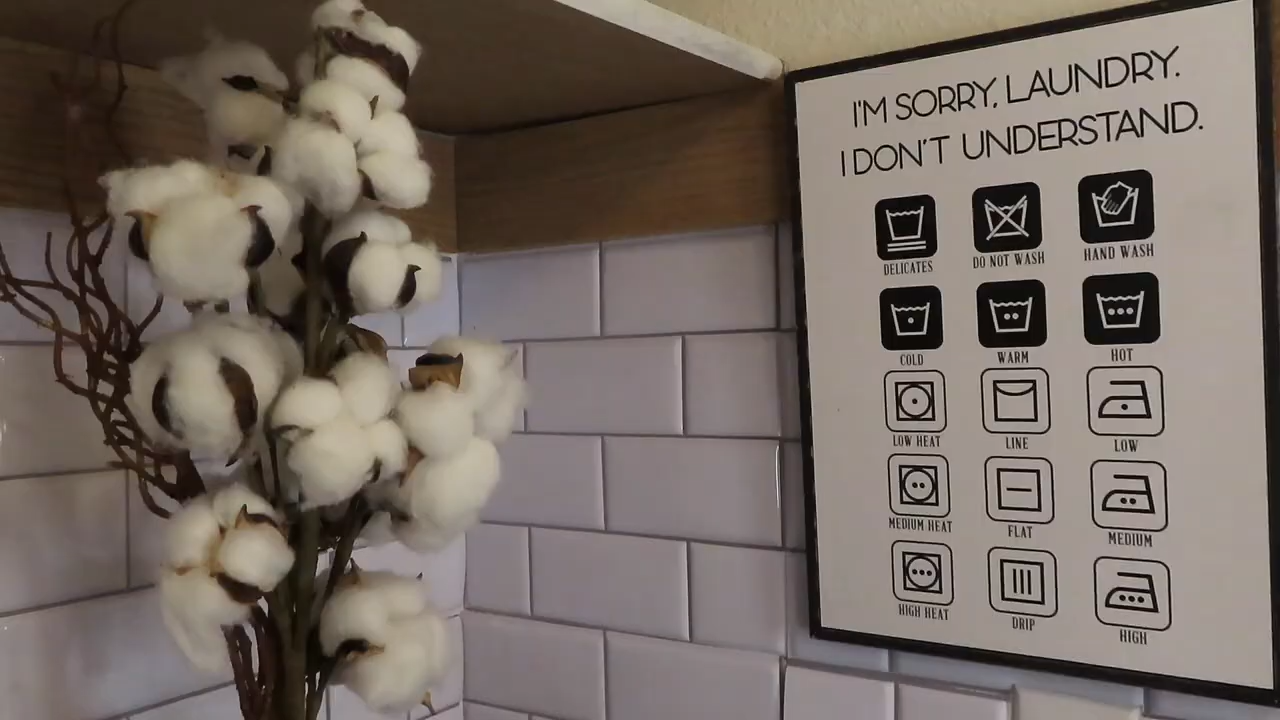 I'M SORRY, LAUNDRY.
I DON'T UNDERSTAND.
DELICATES DO NOT WASH HAND WASH
COLD WARM HOT
LOW HEAT LINE LOW
MEDIUM HEAT FLAT MEDIUM
HIGH HEAT DRIP HIGH